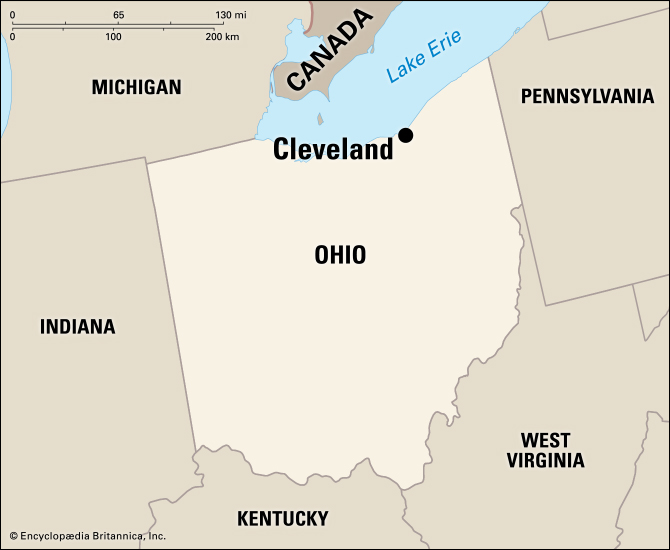 0 65 130 mi
0 100 200 km
CANADA
Lake Erie
MICHIGAN
PENNSYLVANIA
Cleveland
OHIO
INDIANA
WEST
VIRGINIA
KENTUCKY
© Encyclopædia Britannica, Inc.